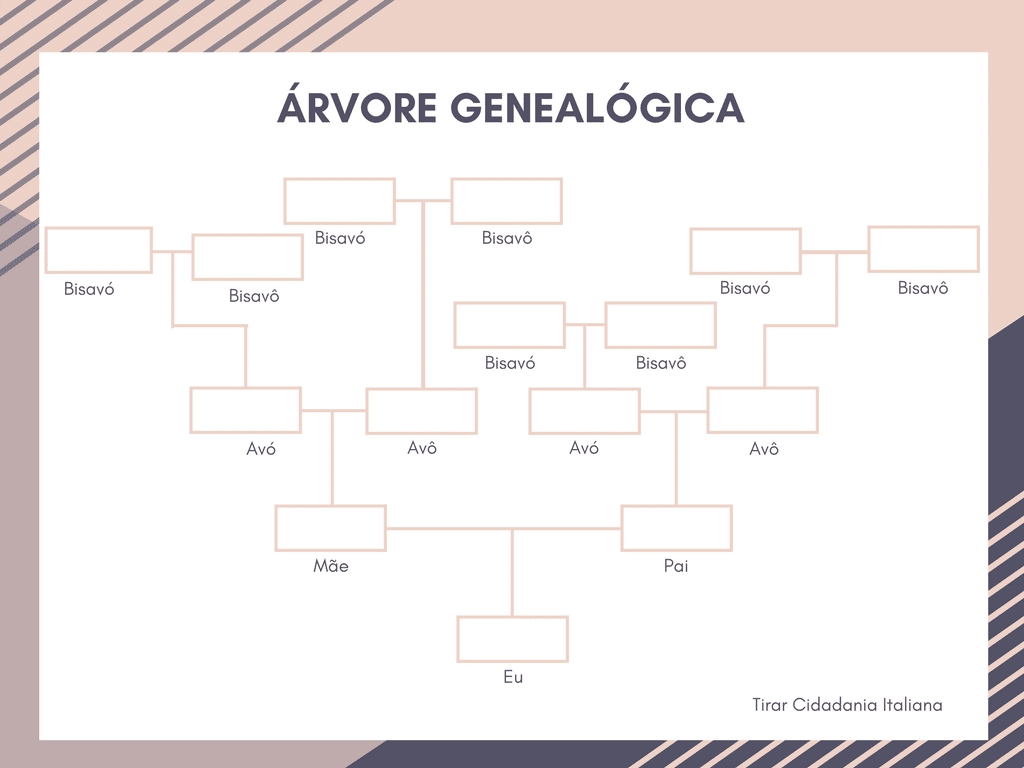 ÁRVORE GENEALÓGICA
Bisavó
Bisavô
Bisavó
Bisavô
Bisavó
Bisavô
Bisavó
Bisavô
Avó
Avô
Avó
Avô
Mãe
Pai
Eu
Tirar Cidadania Italiana